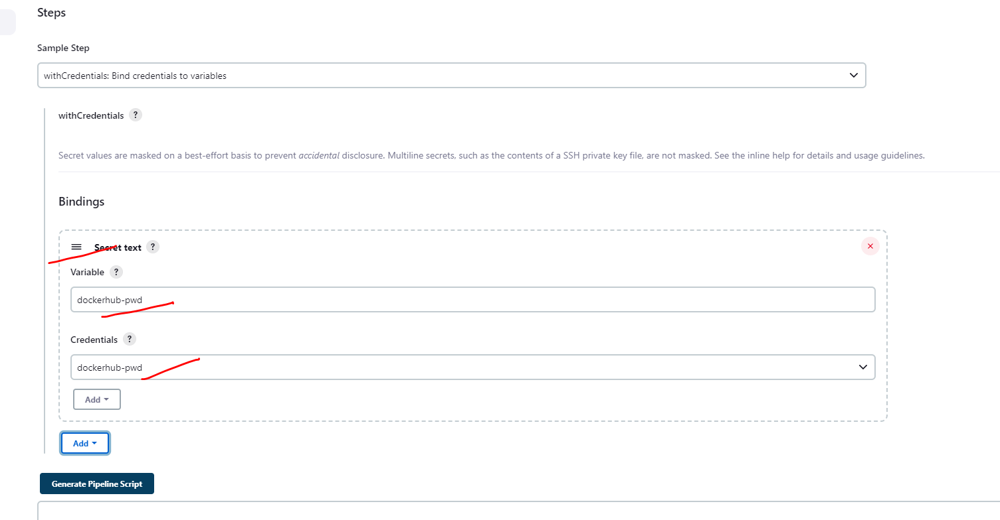 Steps
Sample Step
withCredentials: Bind credentials to variables
withCredentials ?
Secret values are masked on a best-effort basis to prevent accidental disclosure. Multiline secrets, such as the contents of a SSH private key file, are not masked. See the inline help for details and usage guidelines.
Bindings
Secret text ?
Variable ?
dockerhub-pwd
Credentials ?
dockerhub-pwd
Add
Add
Generate Pipeline Script